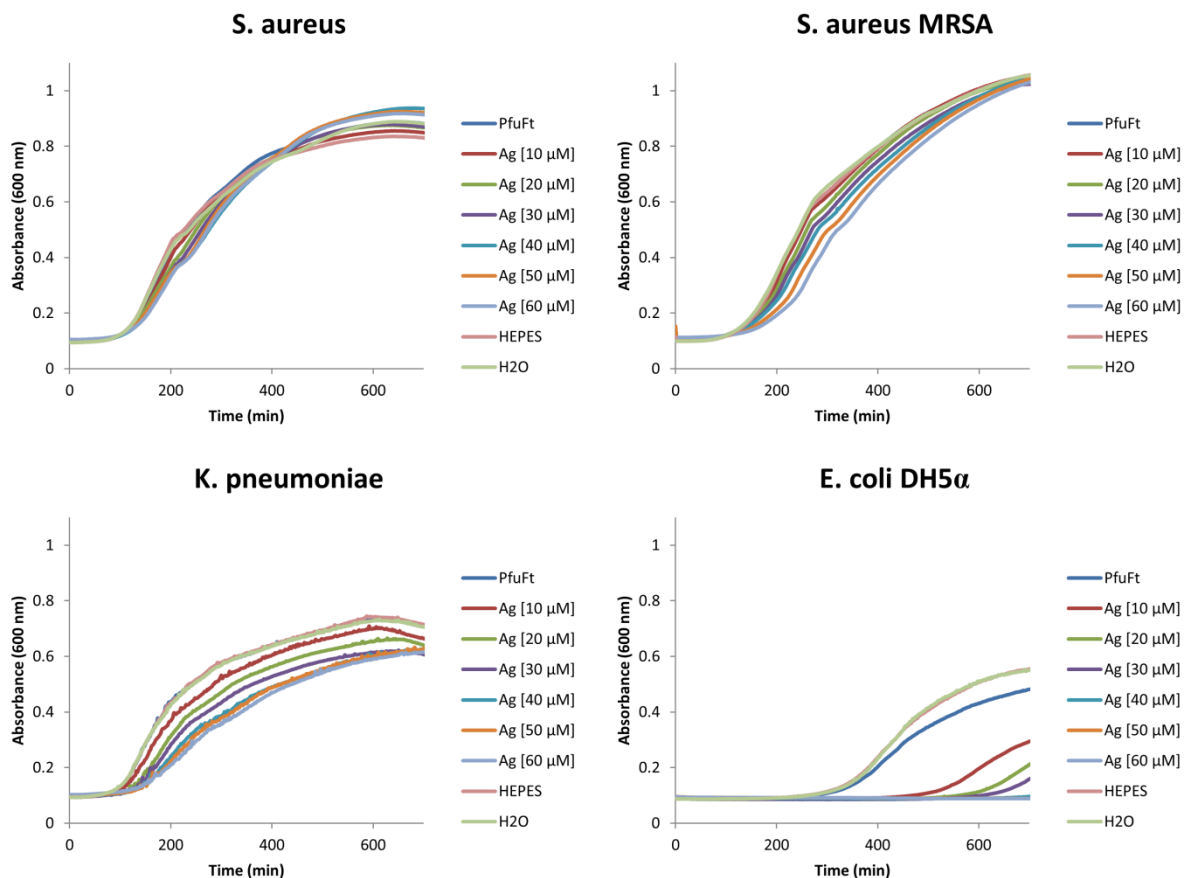 S. aureus
Absorbance (600 nm)
1
0.8
0.6
0.4
0.2
0
0
200
400
600
Time (min)
PfuFt
Ag [10 µM]
Ag [20 µM]
Ag [30 µM]
Ag [40 µM]
Ag [50 µM]
Ag [60 µM]
HEPES
H2O
S. aureus MRSA
Absorbance (600 nm)
1
0.8
0.6
0.4
0.2
0
0
200
400
600
Time (min)
PfuFt
Ag [10 µM]
Ag [20 µM]
Ag [30 µM]
Ag [40 µM]
Ag [50 µM]
Ag [60 µM]
HEPES
H2O
K. pneumoniae
Absorbance (600 nm)
1
0.8
0.6
0.4
0.2
0
0
200
400
600
Time (min)
PfuFt
Ag [10 µM]
Ag [20 µM]
Ag [30 µM]
Ag [40 µM]
Ag [50 µM]
Ag [60 µM]
HEPES
H2O
E. coli DH5α
Absorbance (600 nm)
1
0.8
0.6
0.4
0.2
0
0
200
400
600
Time (min)
PfuFt
Ag [10 µM]
Ag [20 µM]
Ag [30 µM]
Ag [40 µM]
Ag [50 µM]
Ag [60 µM]
HEPES
H2O